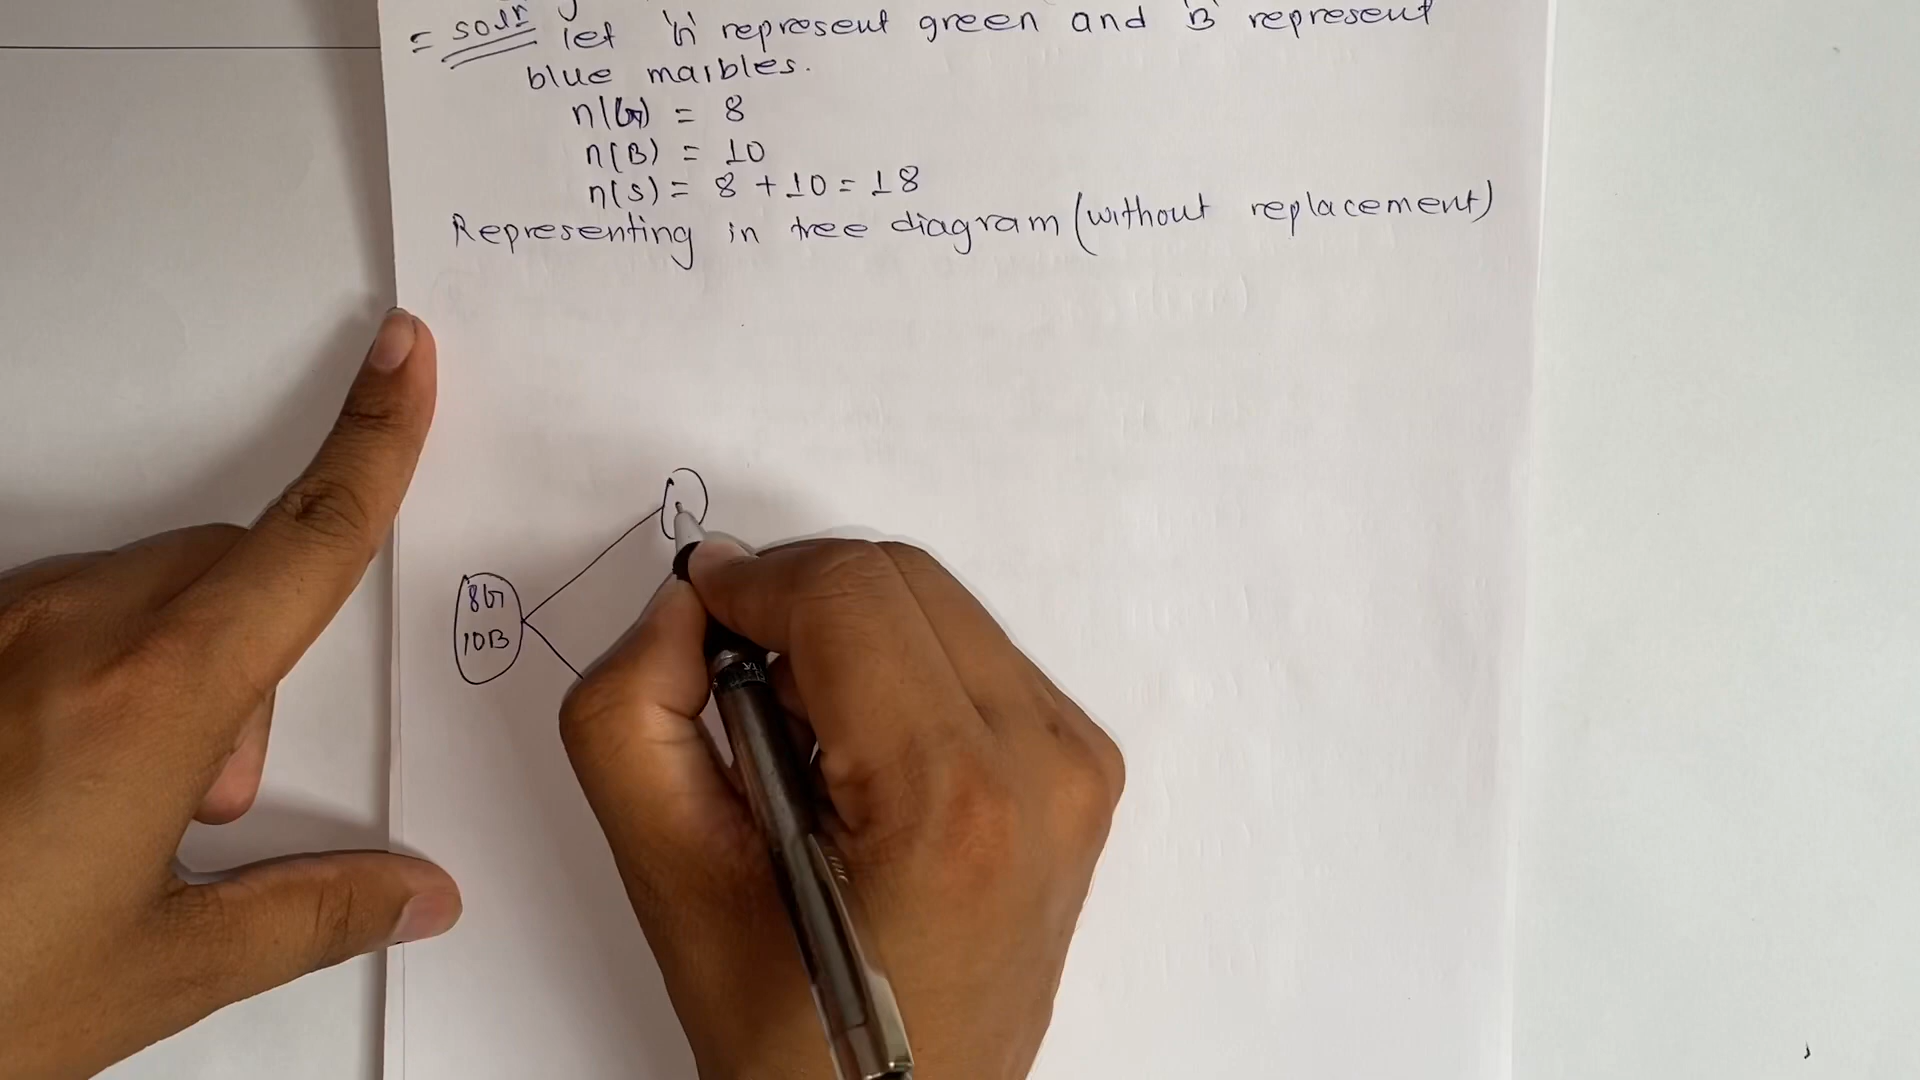 = soln let 'G' represent green and 'B' represent
blue marbles.
n(G) = 8
n(B) = 10
n(S) = 8 + 10 = 18
Representing in tree diagram (without replacement)
8G
10B